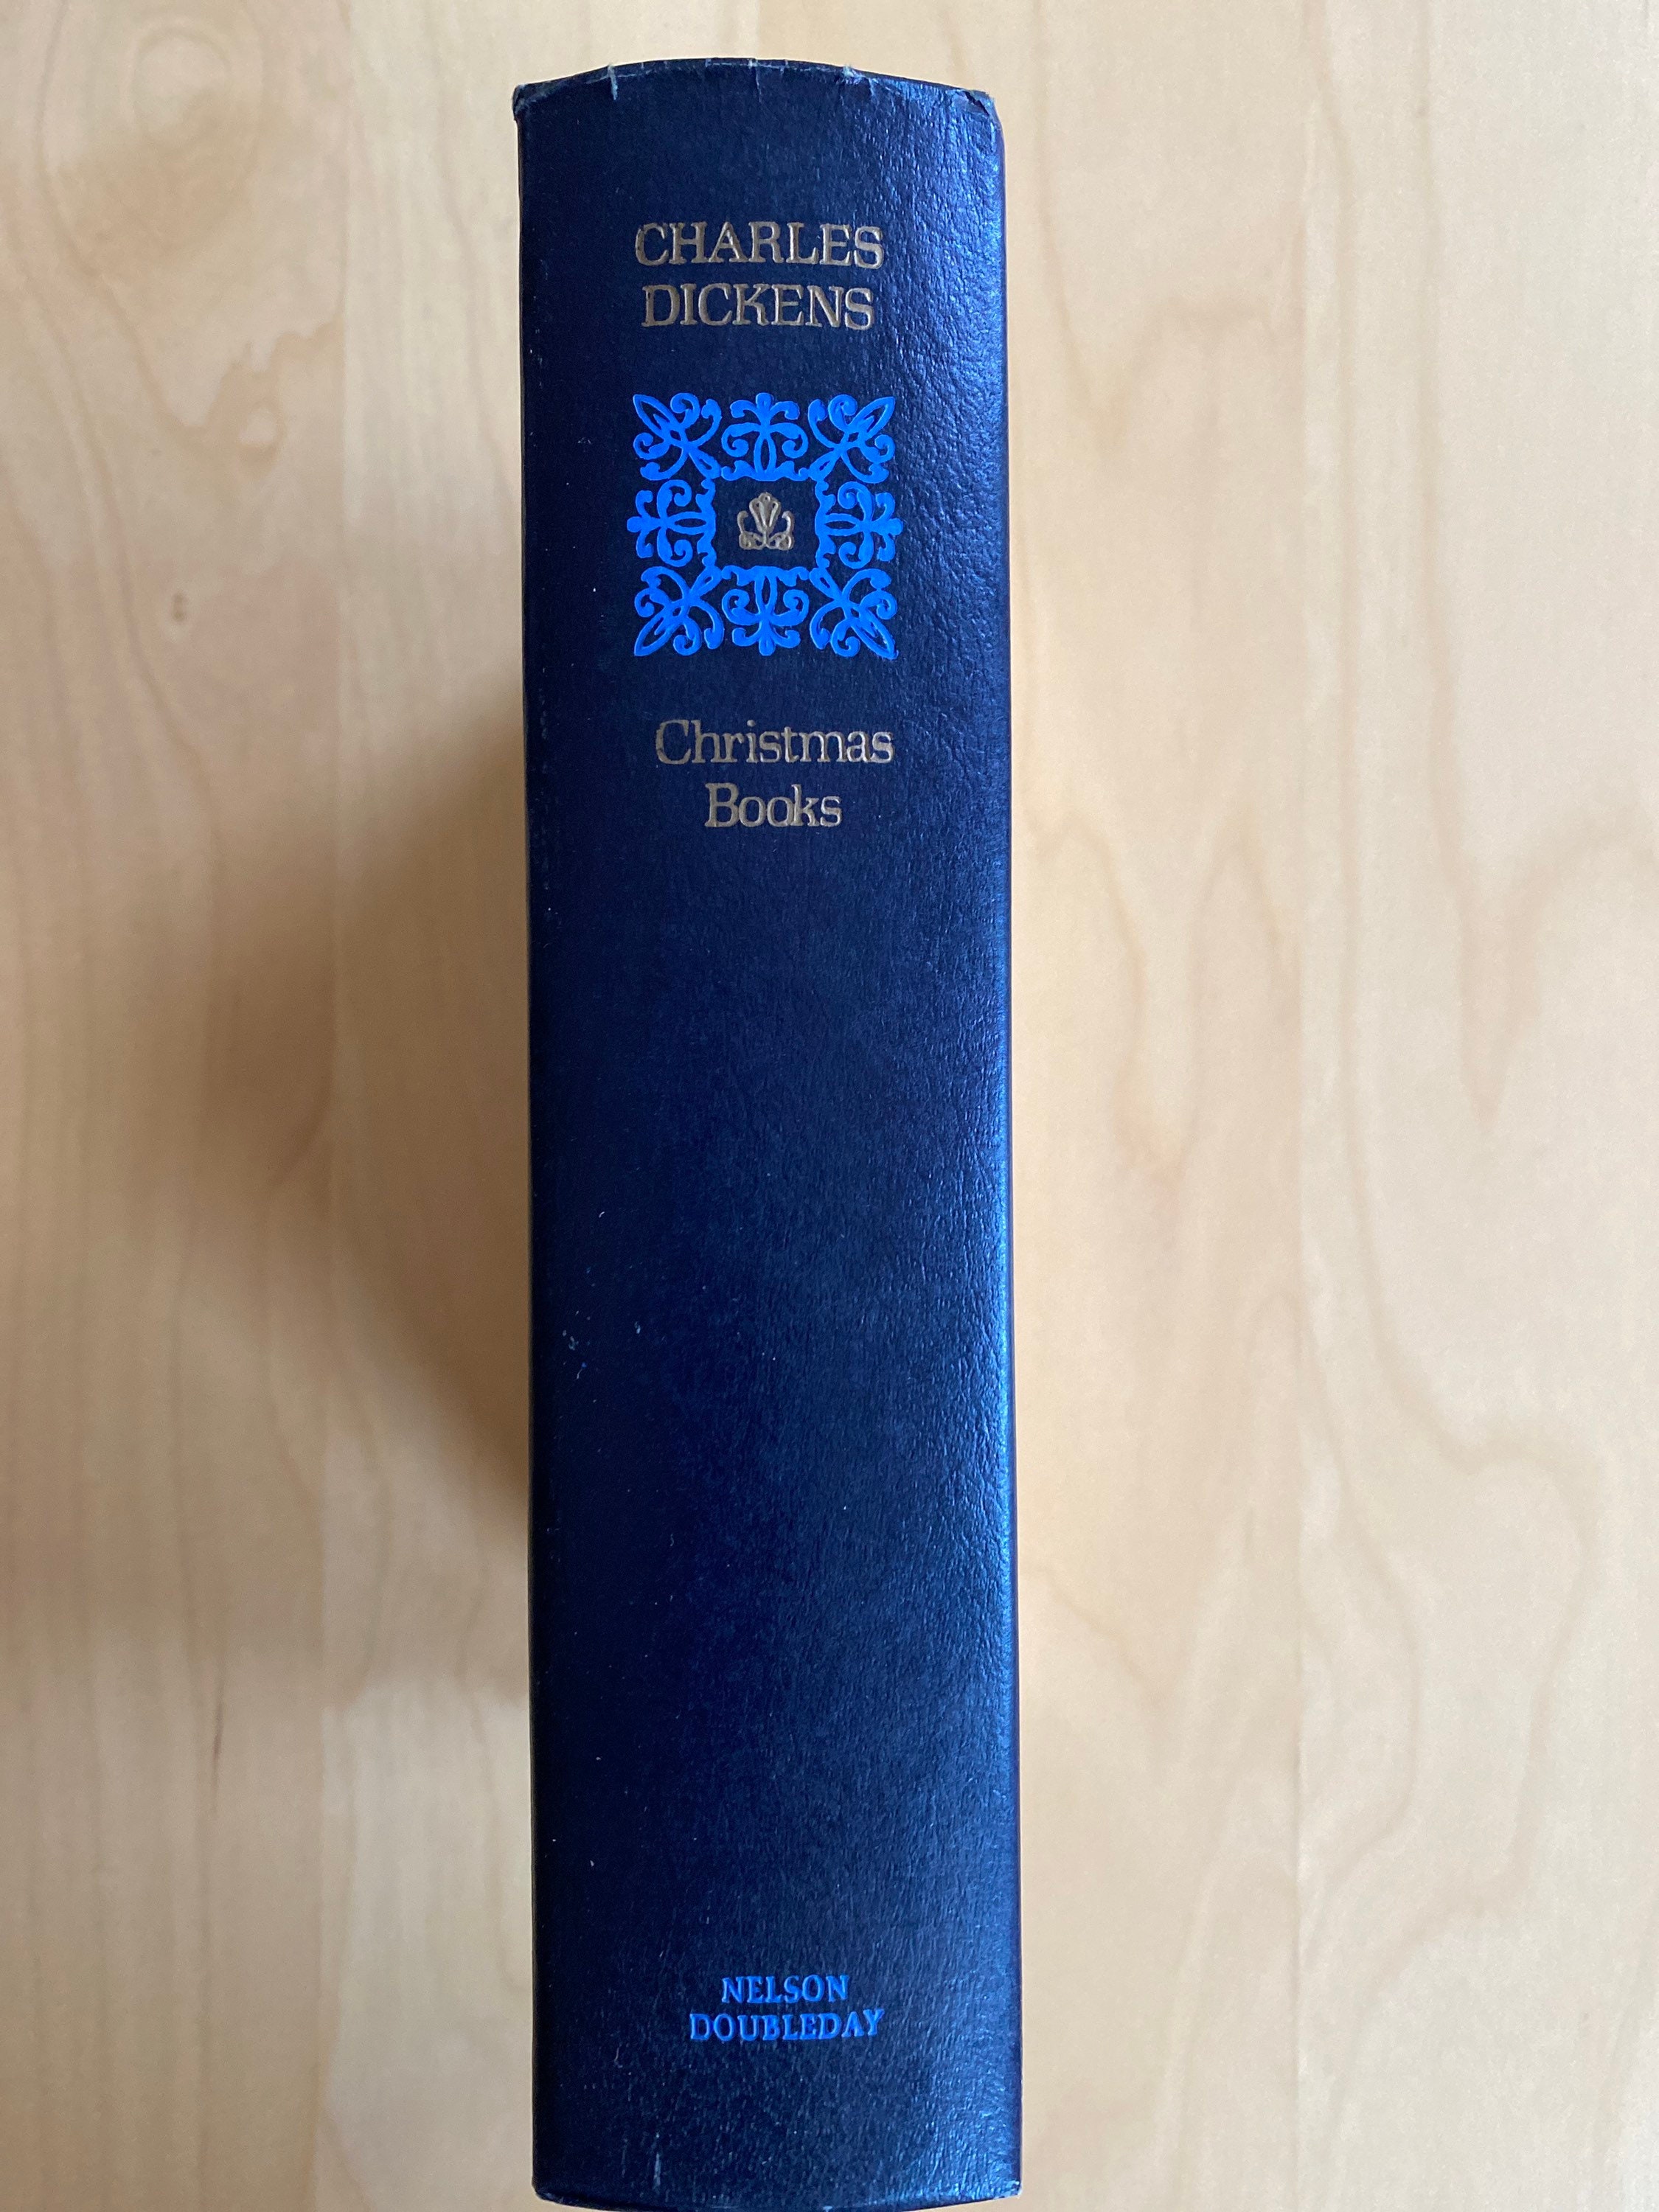 CHARLES
DICKENS
Christmas
Books
NELSON
DOUBLEDAY